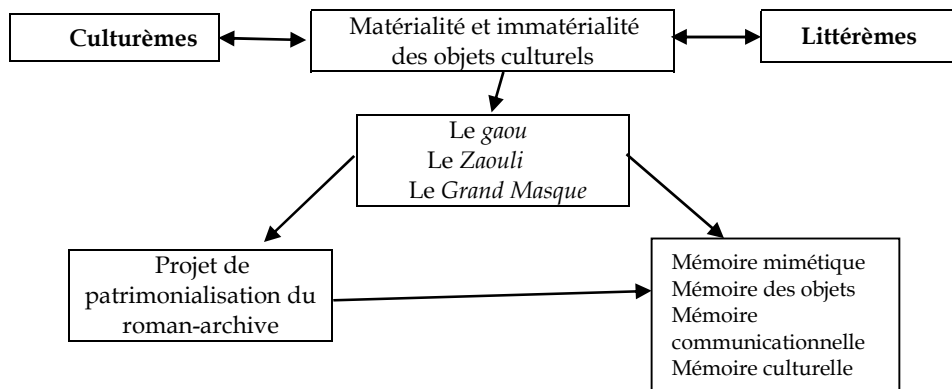 Culturèmes
Matérialité et immatérialité
des objets culturels
Littérèmes
Le gaou
Le Zaouli
Le Grand Masque
Projet de
patrimonialisation du
roman-archive
Mémoire mimétique
Mémoire des objets
Mémoire
communicationnelle
Mémoire culturelle